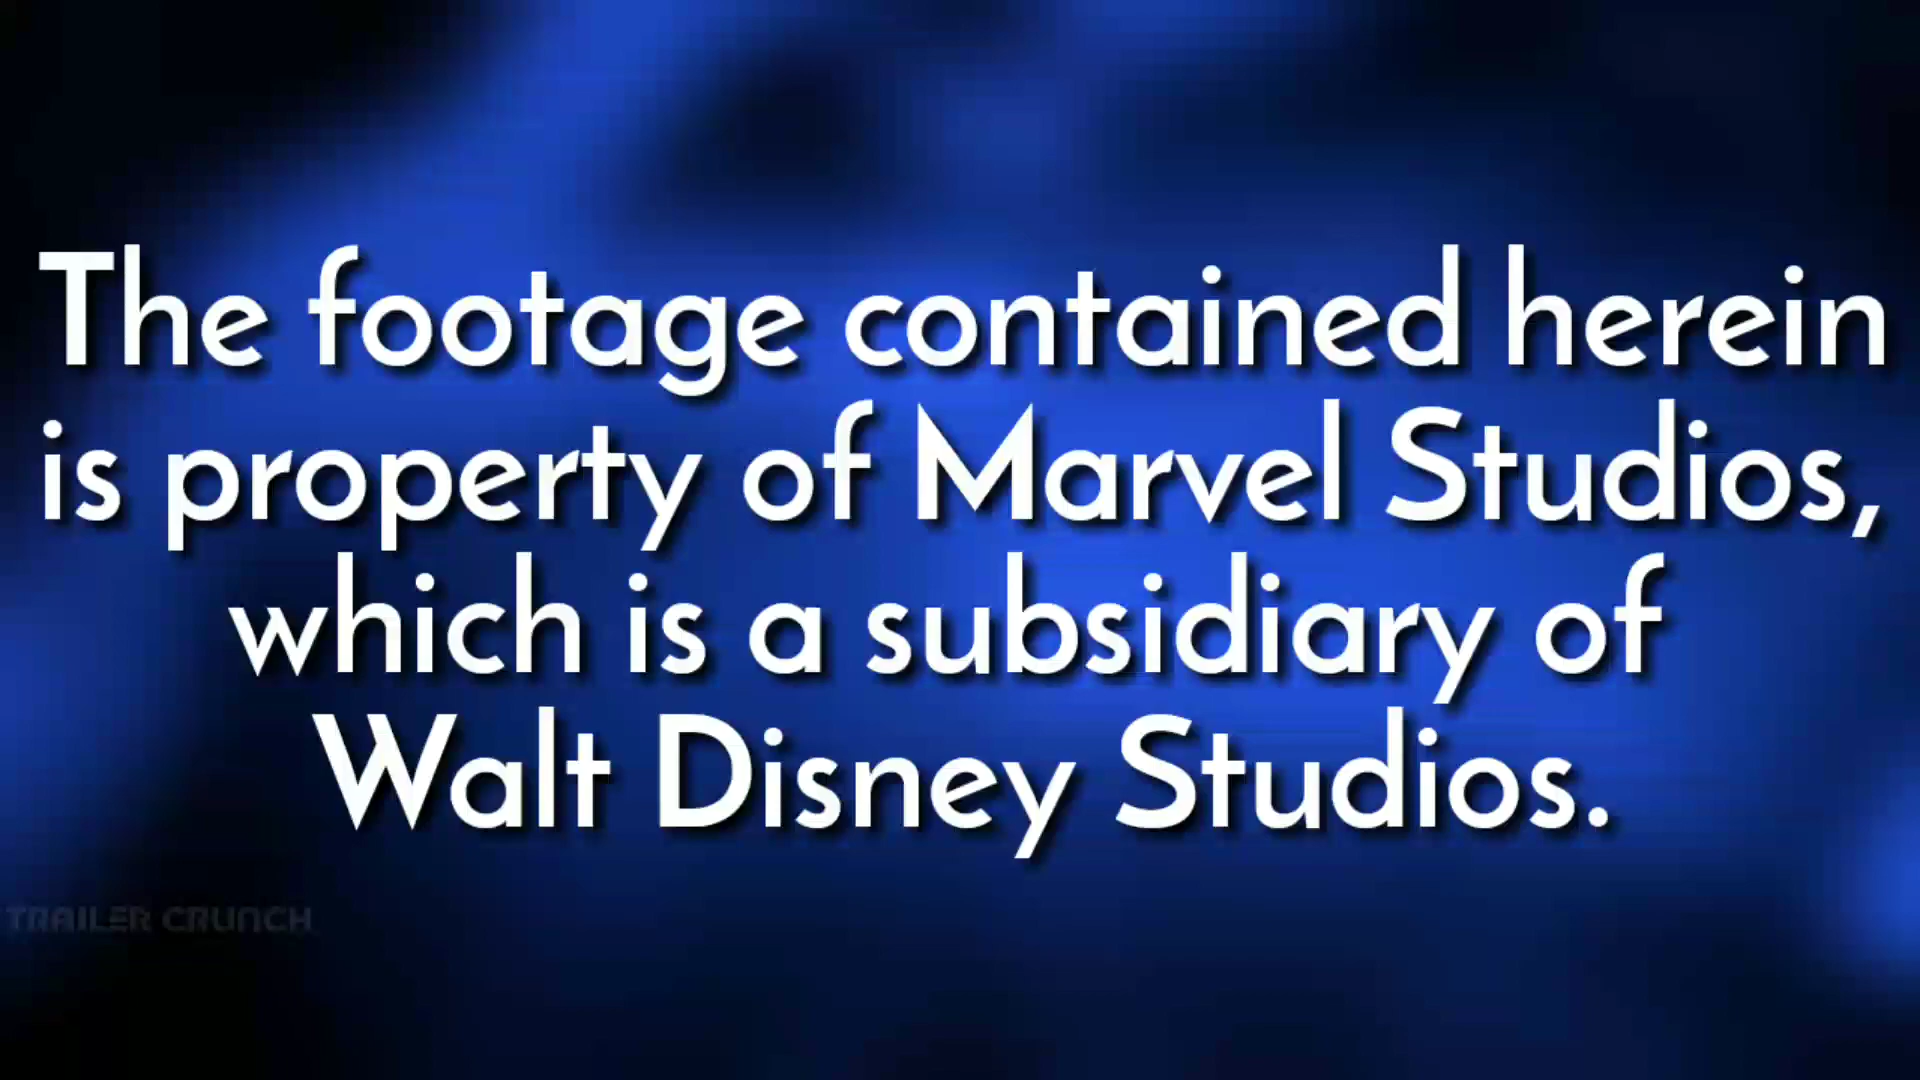 The footage contained herein
is property of Marvel Studios,
which is a subsidiary of
Walt Disney Studios.
TRAILER CRUNCH